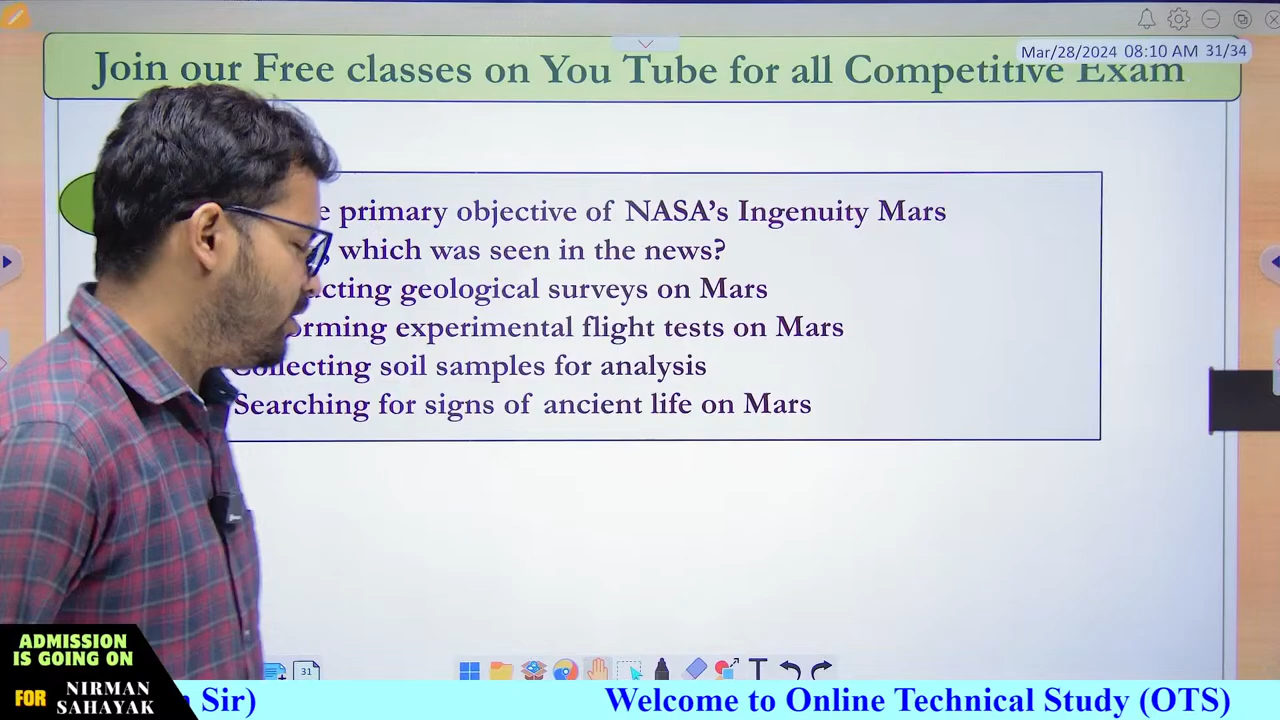 Join our Free classes on You Tube for all Competitive Exam
Mar/28/2024 08:10 AM 31/34
primary objective of NASA's Ingenuity Mars
which was seen in the news?
geological surveys on Mars
experimental flight tests on Mars
Collecting soil samples for analysis
Searching for signs of ancient life on Mars
31
T
ADMISSION
IS GOING ON
FOR NIRMAN
SAHAYAK
Sir)
Welcome to Online Technical Study (OTS)